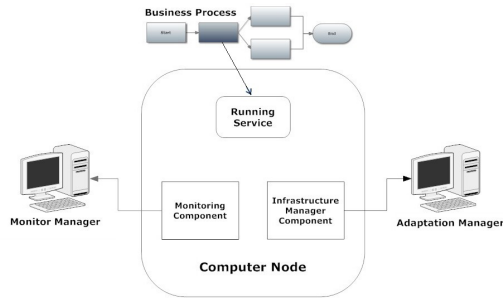 Business Process
Start
End
Running
Service
Monitoring
Component
Infrastructure
Manager
Component
Monitor Manager
Adaptation Manager
Computer Node